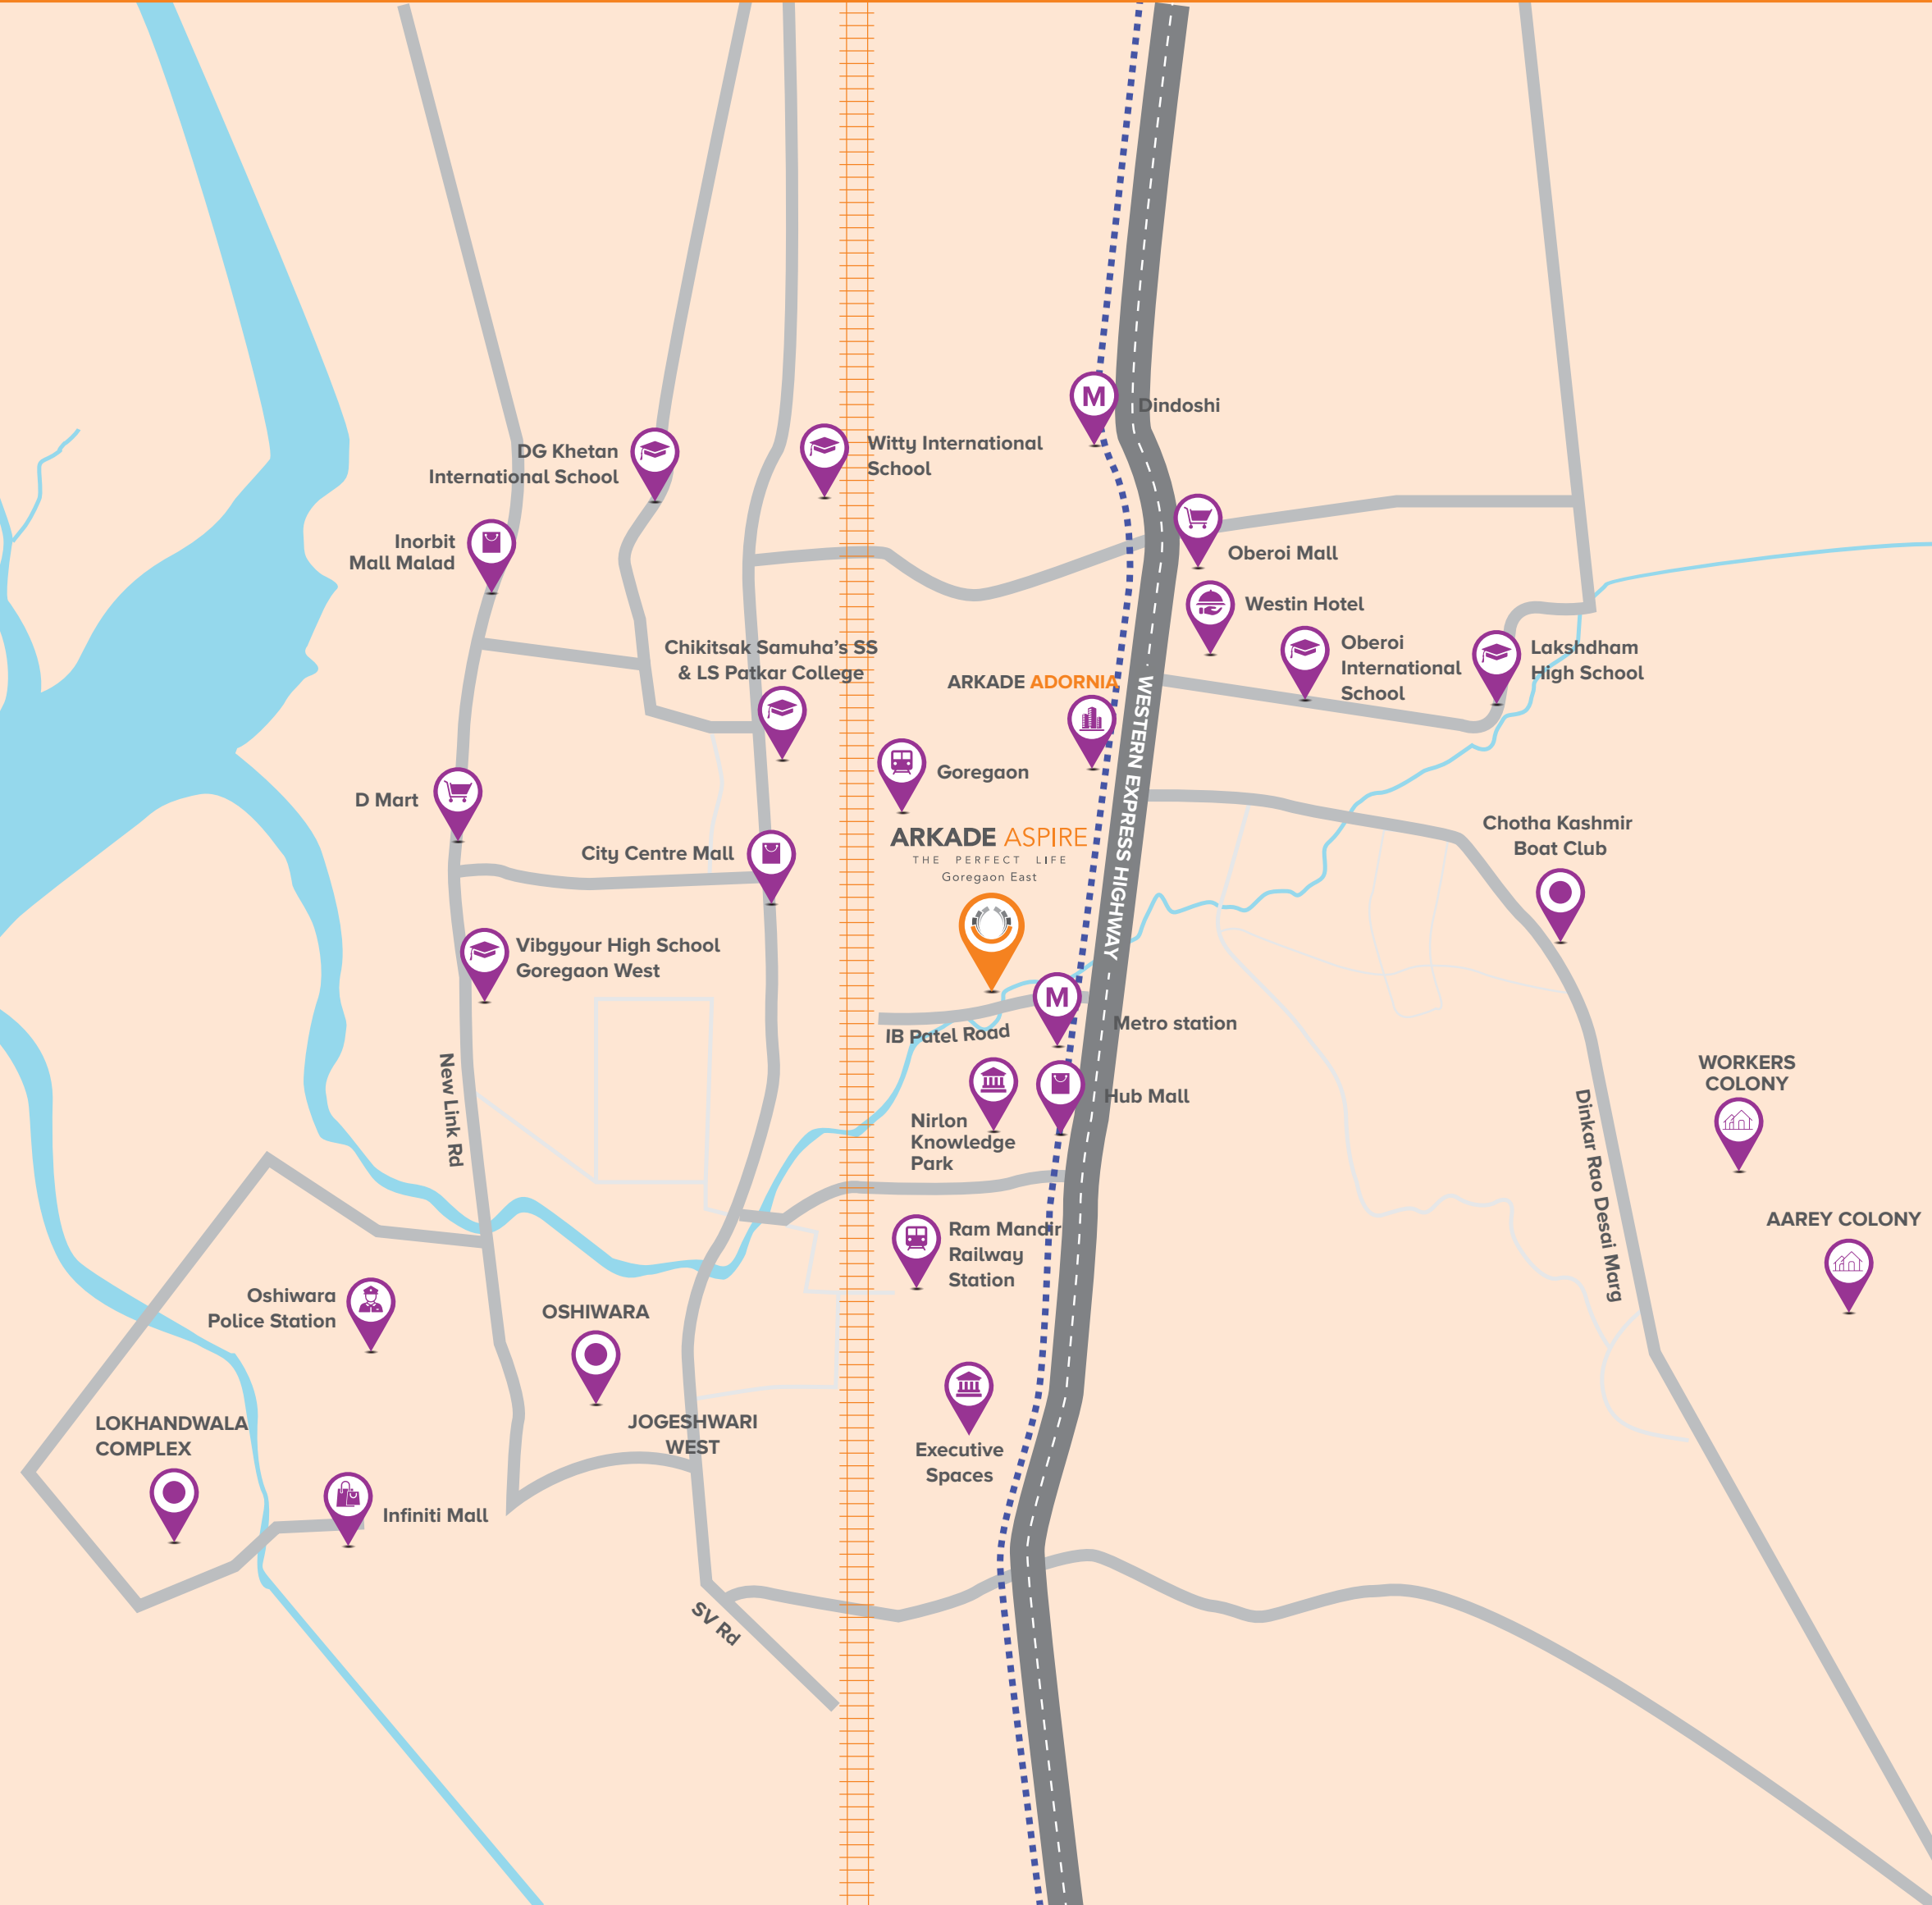 M
Dindoshi
Witty International
School
DG Khetan
International School
Inorbit
Mall Malad
Oberoi Mall
Westin Hotel
Oberoi
International
School
Lakshdham
High School
Chikitsak Samuha's SS
& LS Patkar College
ARKADE ADORNIA
WESTERN EXPRESS HIGHWAY
Goregaon
D Mart
City Centre Mall
ARKADE ASPIRE
THE PERFECT LIFE
Goregaon East
Chotha Kashmir
Boat Club
Vibgyour High School
Goregaon West
M
Metro station
IB Patel Road
New Link Rd
Hub Mall
Nirlon
Knowledge
Park
WORKERS
COLONY
Dinkar Rao Desai Marg
AAREY COLONY
Ram Mandir
Railway
Station
Oshiwara
Police Station
OSHIWARA
JOGESHWARI
WEST
LOKHANDWALA
COMPLEX
Executive
Spaces
Infiniti Mall
SV Rd